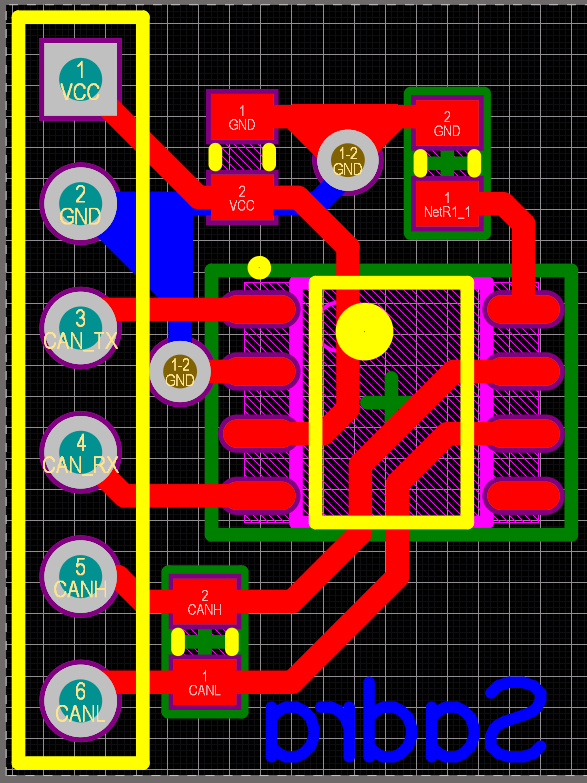 1
VCC
2
GND
3
CAN_TX
4
CAN_RX
5
CANH
6
CANL
1
GND
2
VCC
1-2
GND
2
GND
1
NetR1_1
1-2
GND
2
CANH
1
CANL
Sadra